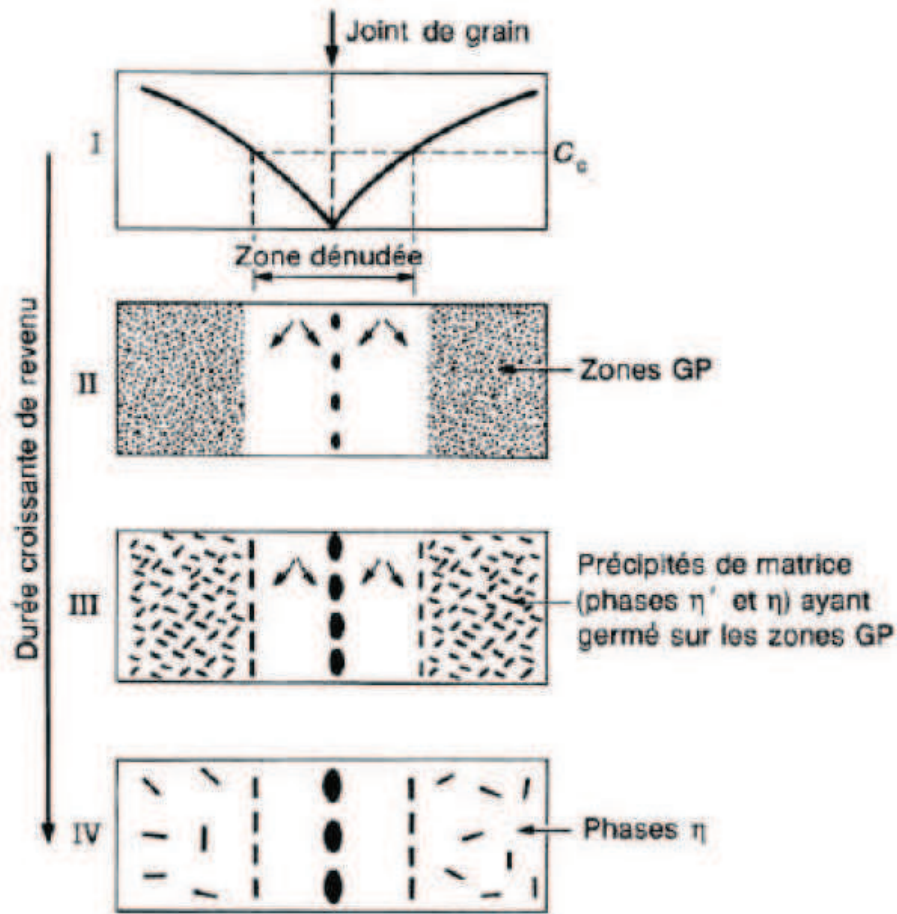 Joint de grain
I
C_c
Zone dénudée
Durée croissante de revenu
II
Zones GP
III
Précipités de matrice
(phases η' et η) ayant
germé sur les zones GP
IV
Phases η